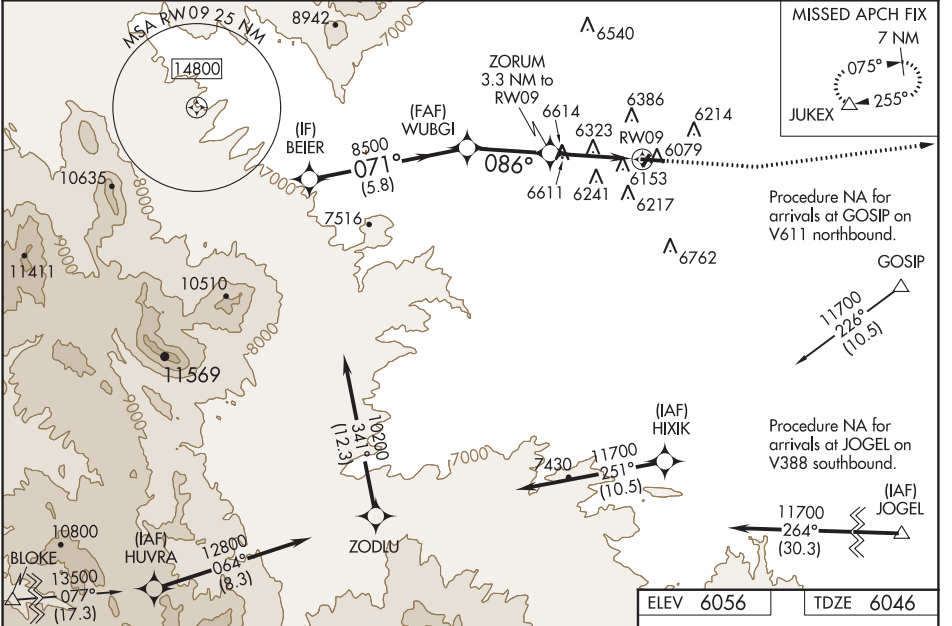 MSA RW09 25 NM
14800
8942
7000
6540
MISSED APCH FIX
7 NM
075°
255°
JUKEX
ZORUM
3.3 NM to
RW09
(IF)
BEIER
8500
071°
(5.8)
(FAF)
WUBGI
086°
6614
6323
6386
RW09
6214
6079
6611
6241
6153
6217
7000
10635
8000
7516
6762
Procedure NA for
arrivals at GOSIP on
V611 northbound.
11411
10510
8000
GOSIP
11700
226°
(10.5)
11569
10200
341°
(12.3)
7000
7430
11700
251°
(10.5)
(IAF)
HIXIK
Procedure NA for
arrivals at JOGEL on
V388 southbound.
(IAF)
JOGEL
11700
264°
(30.3)
ZODLU
10800
(IAF)
HUVRA
12800
064°
(8.3)
BLOKE
13500
077°
(17.3)
7000
8000
ELEV 6056
TDZE 6046